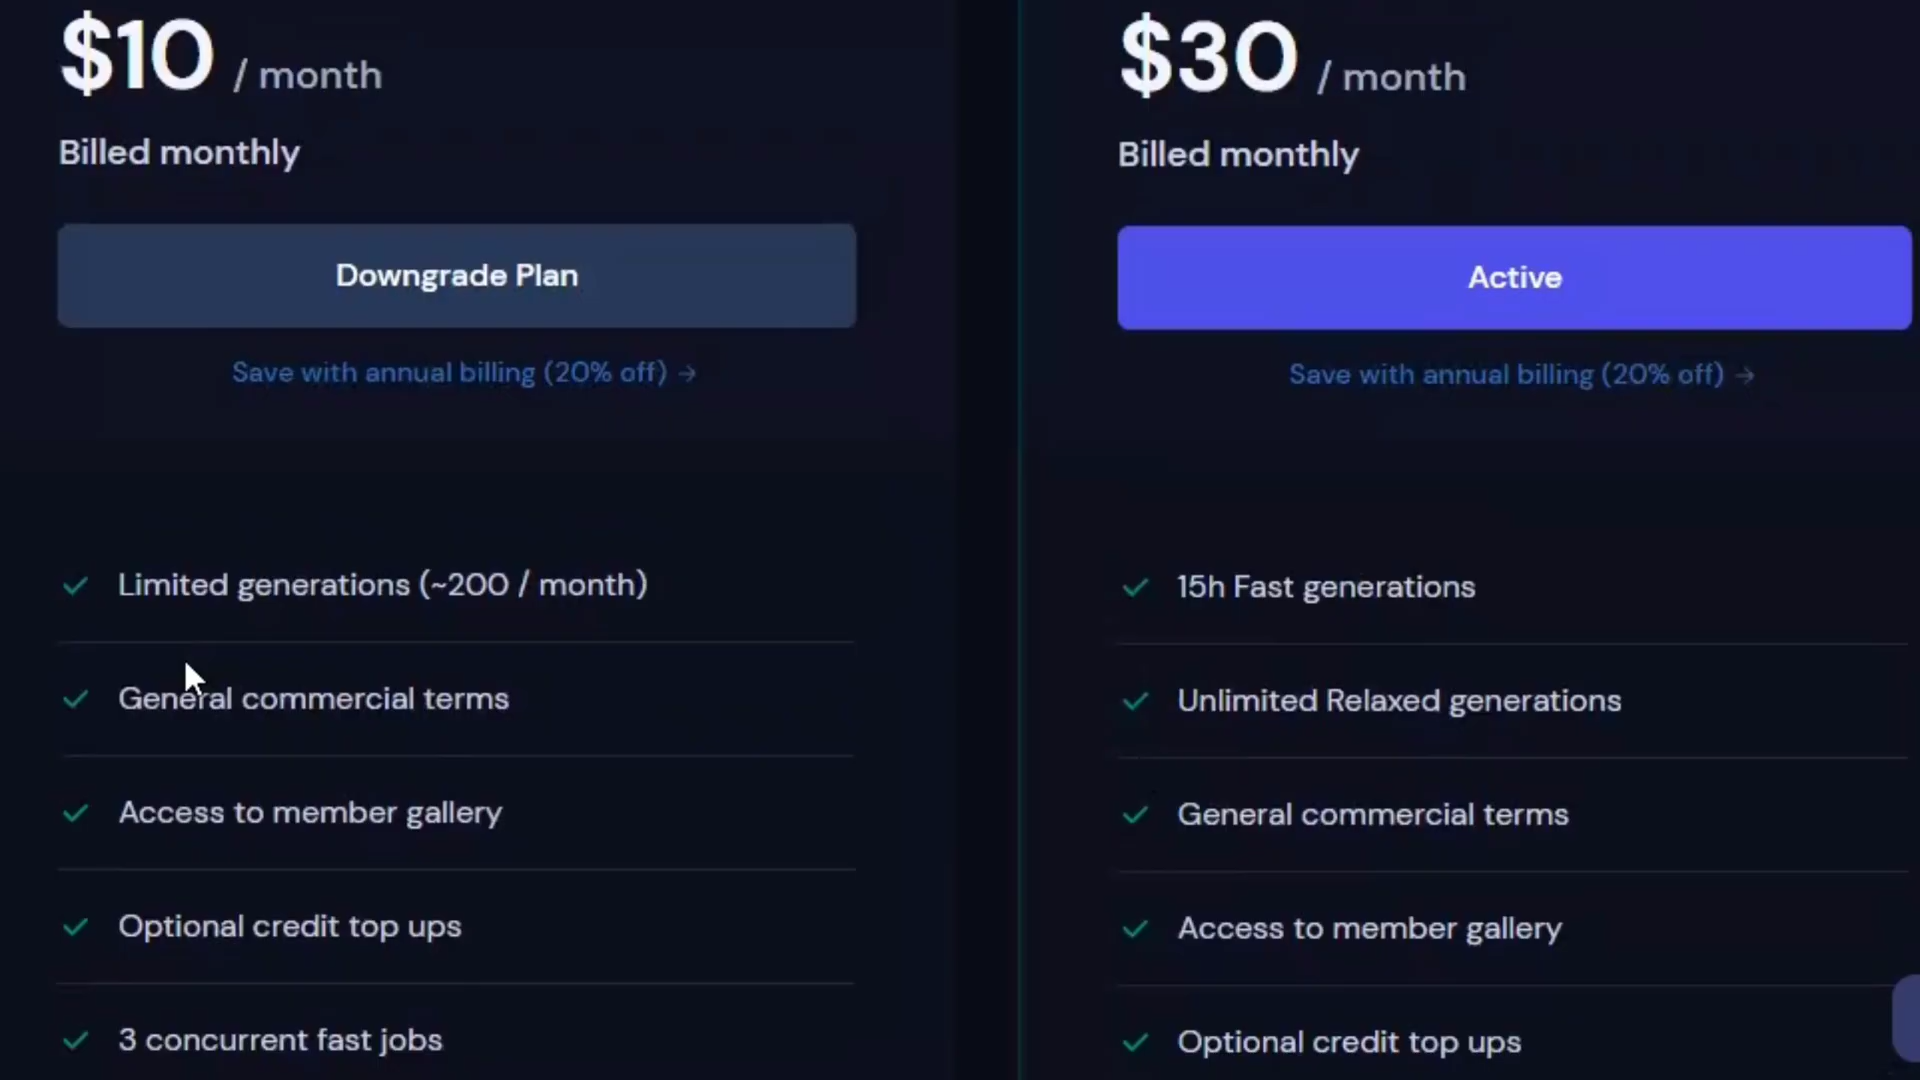 $10 / month
Billed monthly
Downgrade Plan
Save with annual billing (20% off) →
Limited generations (~200 / month)
General commercial terms
Access to member gallery
Optional credit top ups
3 concurrent fast jobs
$30 / month
Billed monthly
Active
Save with annual billing (20% off) →
15h Fast generations
Unlimited Relaxed generations
General commercial terms
Access to member gallery
Optional credit top ups